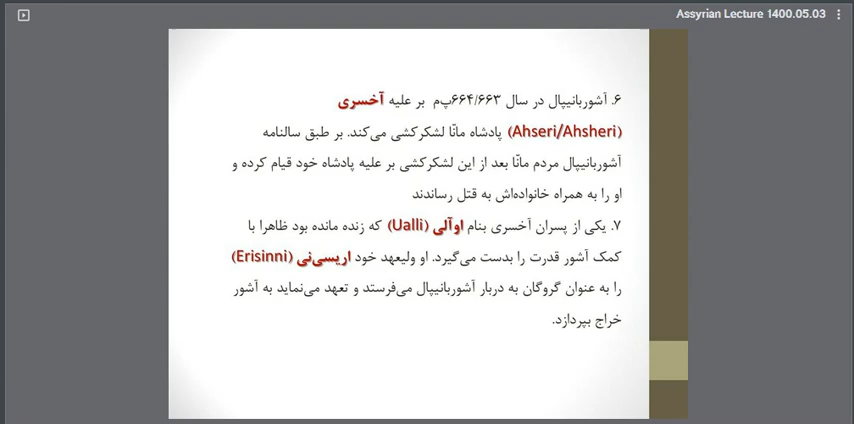 Assyrian Lecture 1400.05.03
۶. آشوربانیپال در سال ۶۶۴/۶۶۳پ‌م بر علیه آخسری
(Ahseri/Ahsheri) پادشاه مانّا لشکرکشی می‌کند. بر طبق سالنامه
آشوربانیپال مردم مانّا بعد از این لشکرکشی بر علیه پادشاه خود قیام کرده و
او را به همراه خانواده‌اش به قتل رساندند
۷. یکی از پسران آخسری بنام اوآلی (Ualli) که زنده مانده بود ظاهرا با
کمک آشور قدرت را بدست می‌گیرد. او ولیعهد خود اریسی‌نی (Erisinni)
را به عنوان گروگان به دربار آشوربانیپال می‌فرستد و تعهد می‌نماید به آشور
خراج بپردازد.